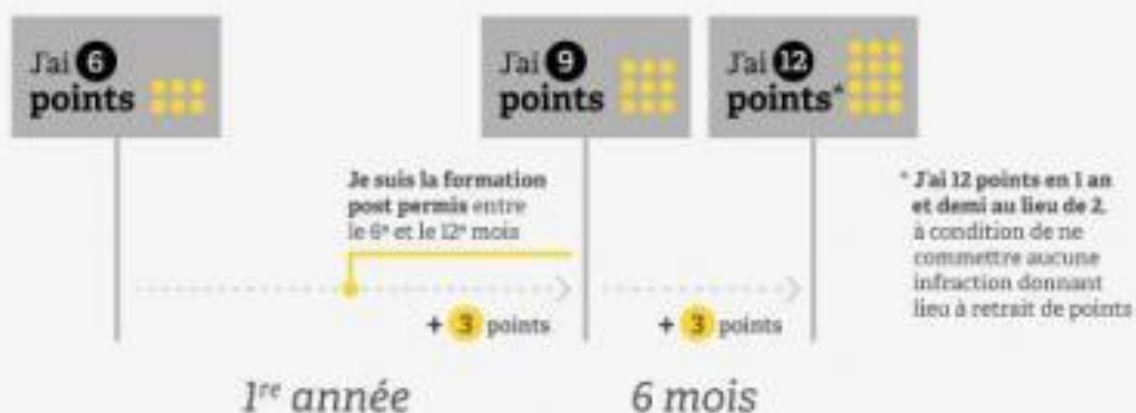 J'ai 6
points
J'ai 9
points
J'ai 12
points*
Je suis la formation
post permis entre
le 6e et le 12e mois
* J'ai 12 points en 1 an
et demi au lieu de 2,
à condition de ne
commettre aucune
infraction donnant
lieu à retrait de points
+ 3 points
+ 3 points
1re année
6 mois